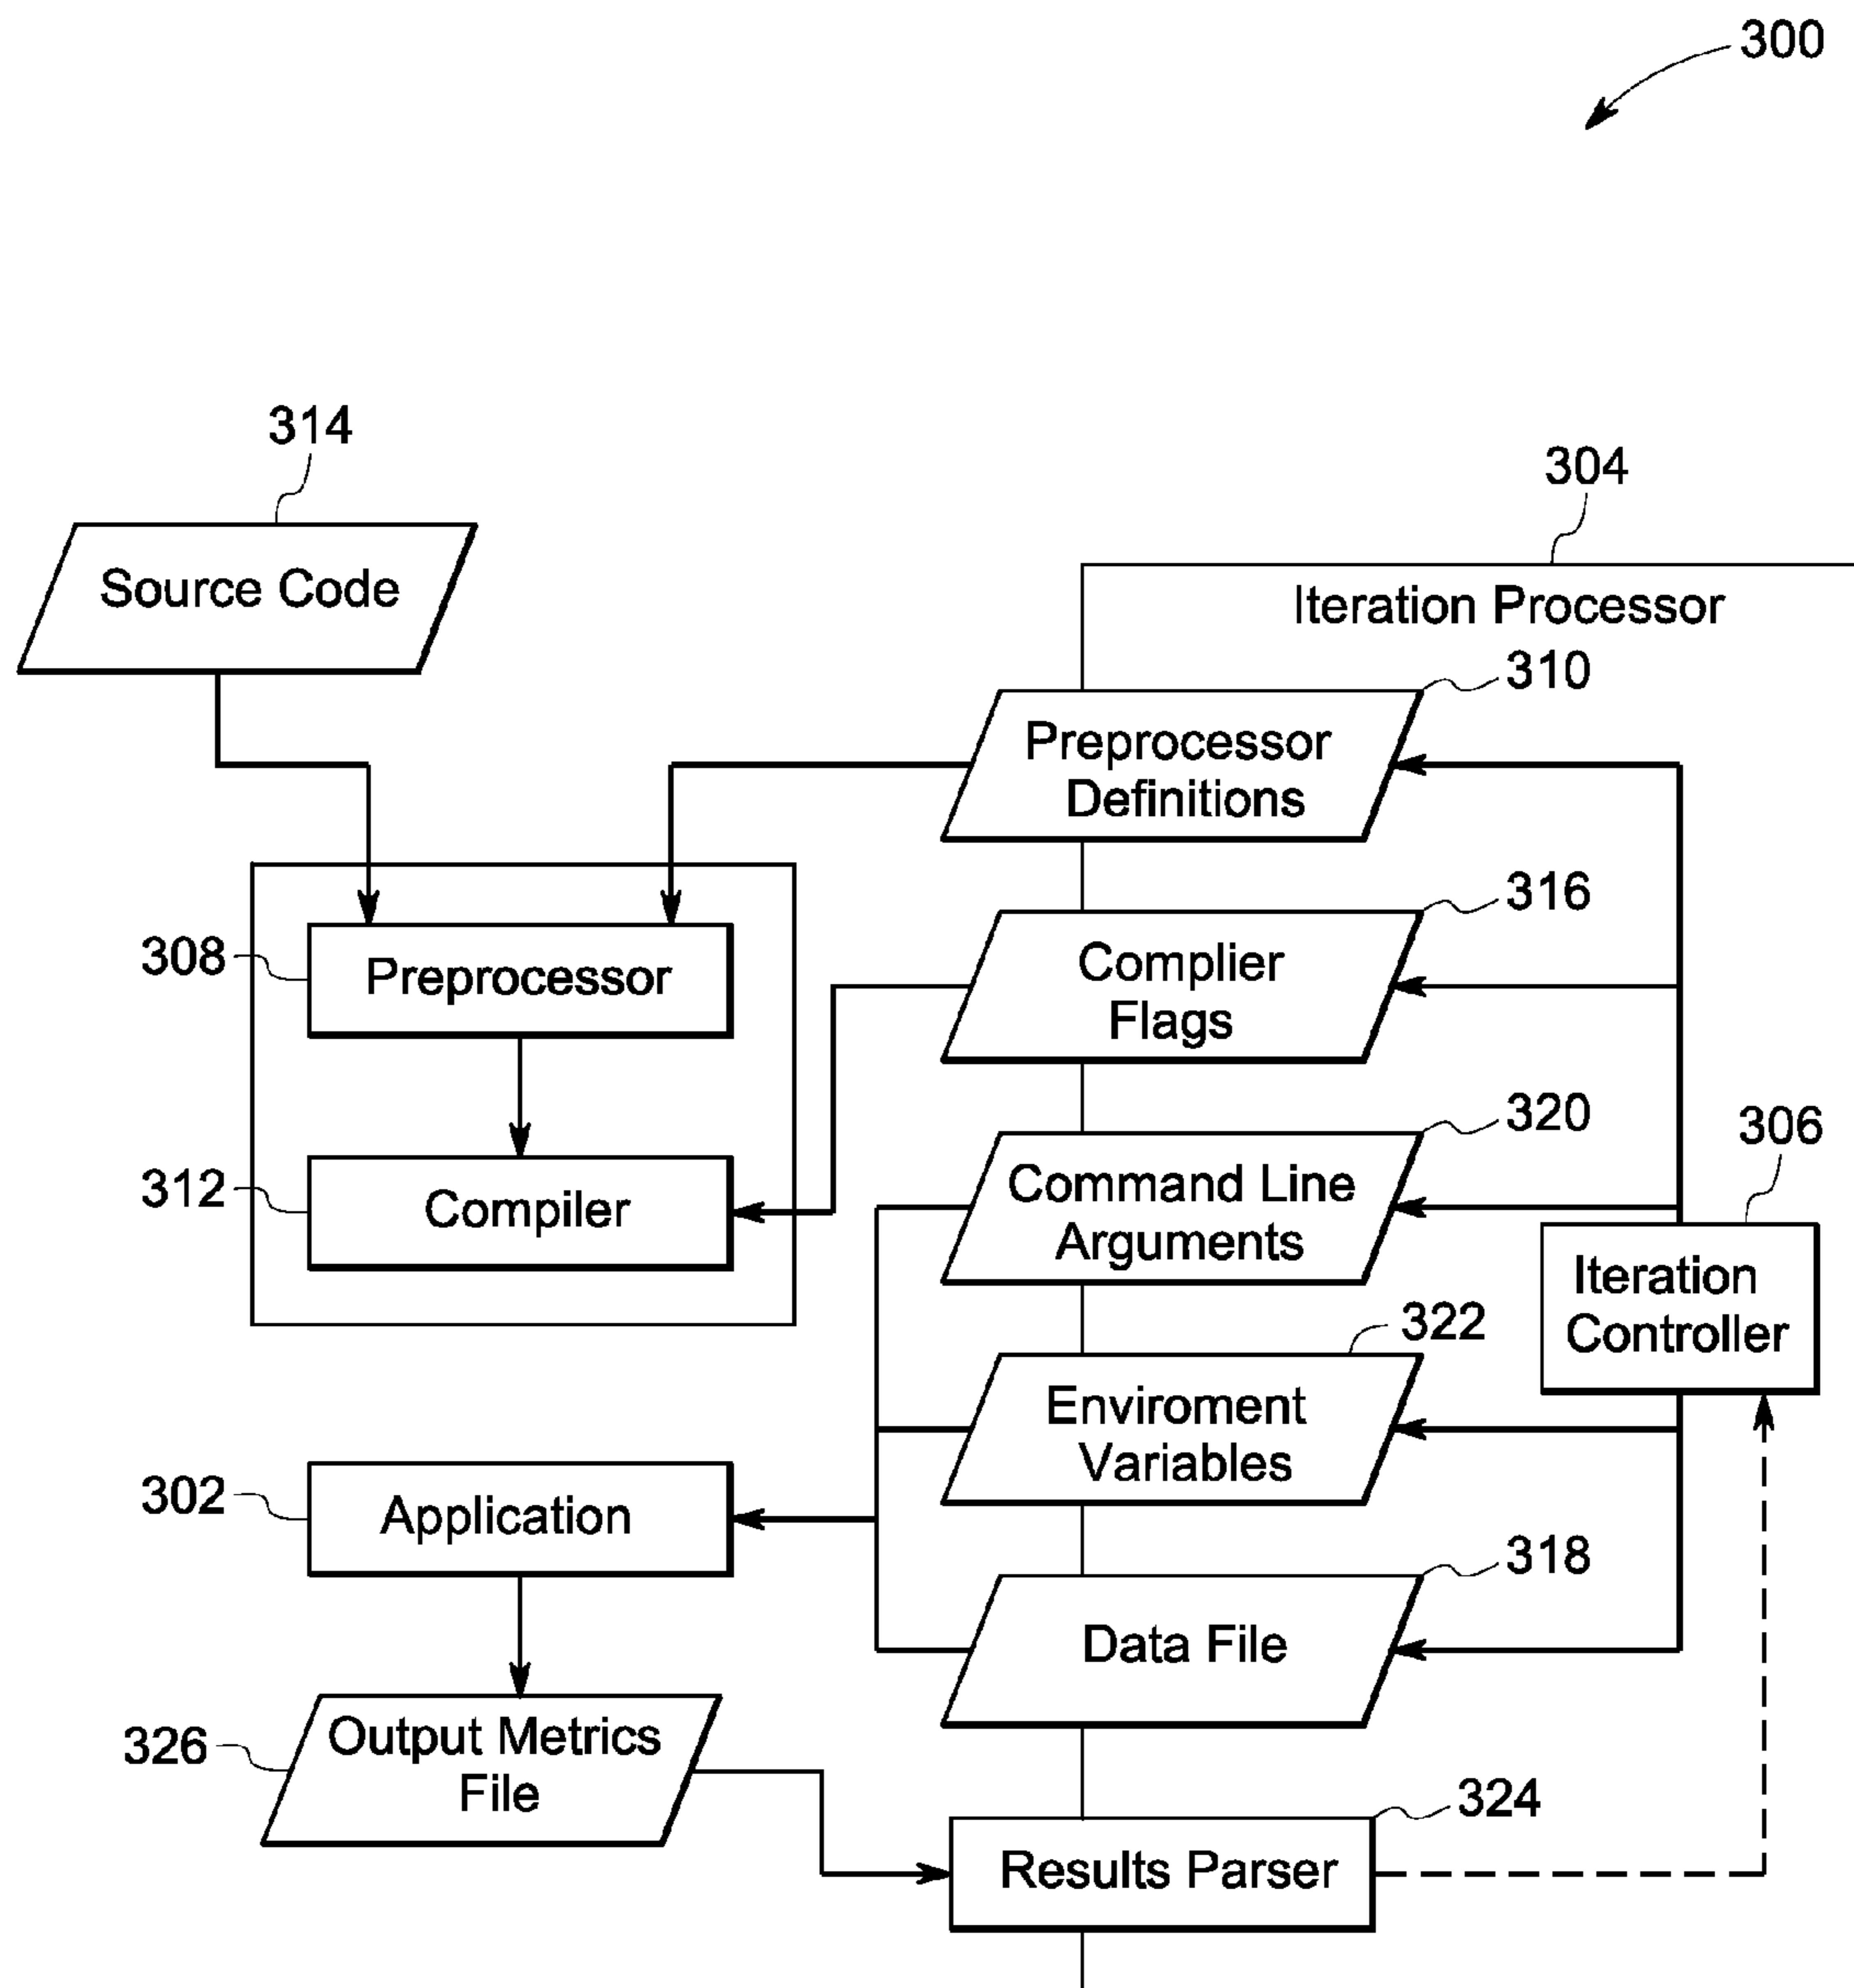 300
314
304
Source Code
Iteration Processor
310
Preprocessor
Definitions
316
308
Preprocessor
Complier
Flags
320
306
312
Compiler
Command Line
Arguments
Iteration
Controller
322
Enviroment
Variables
302
Application
318
Data File
326
Output Metrics
File
324
Results Parser